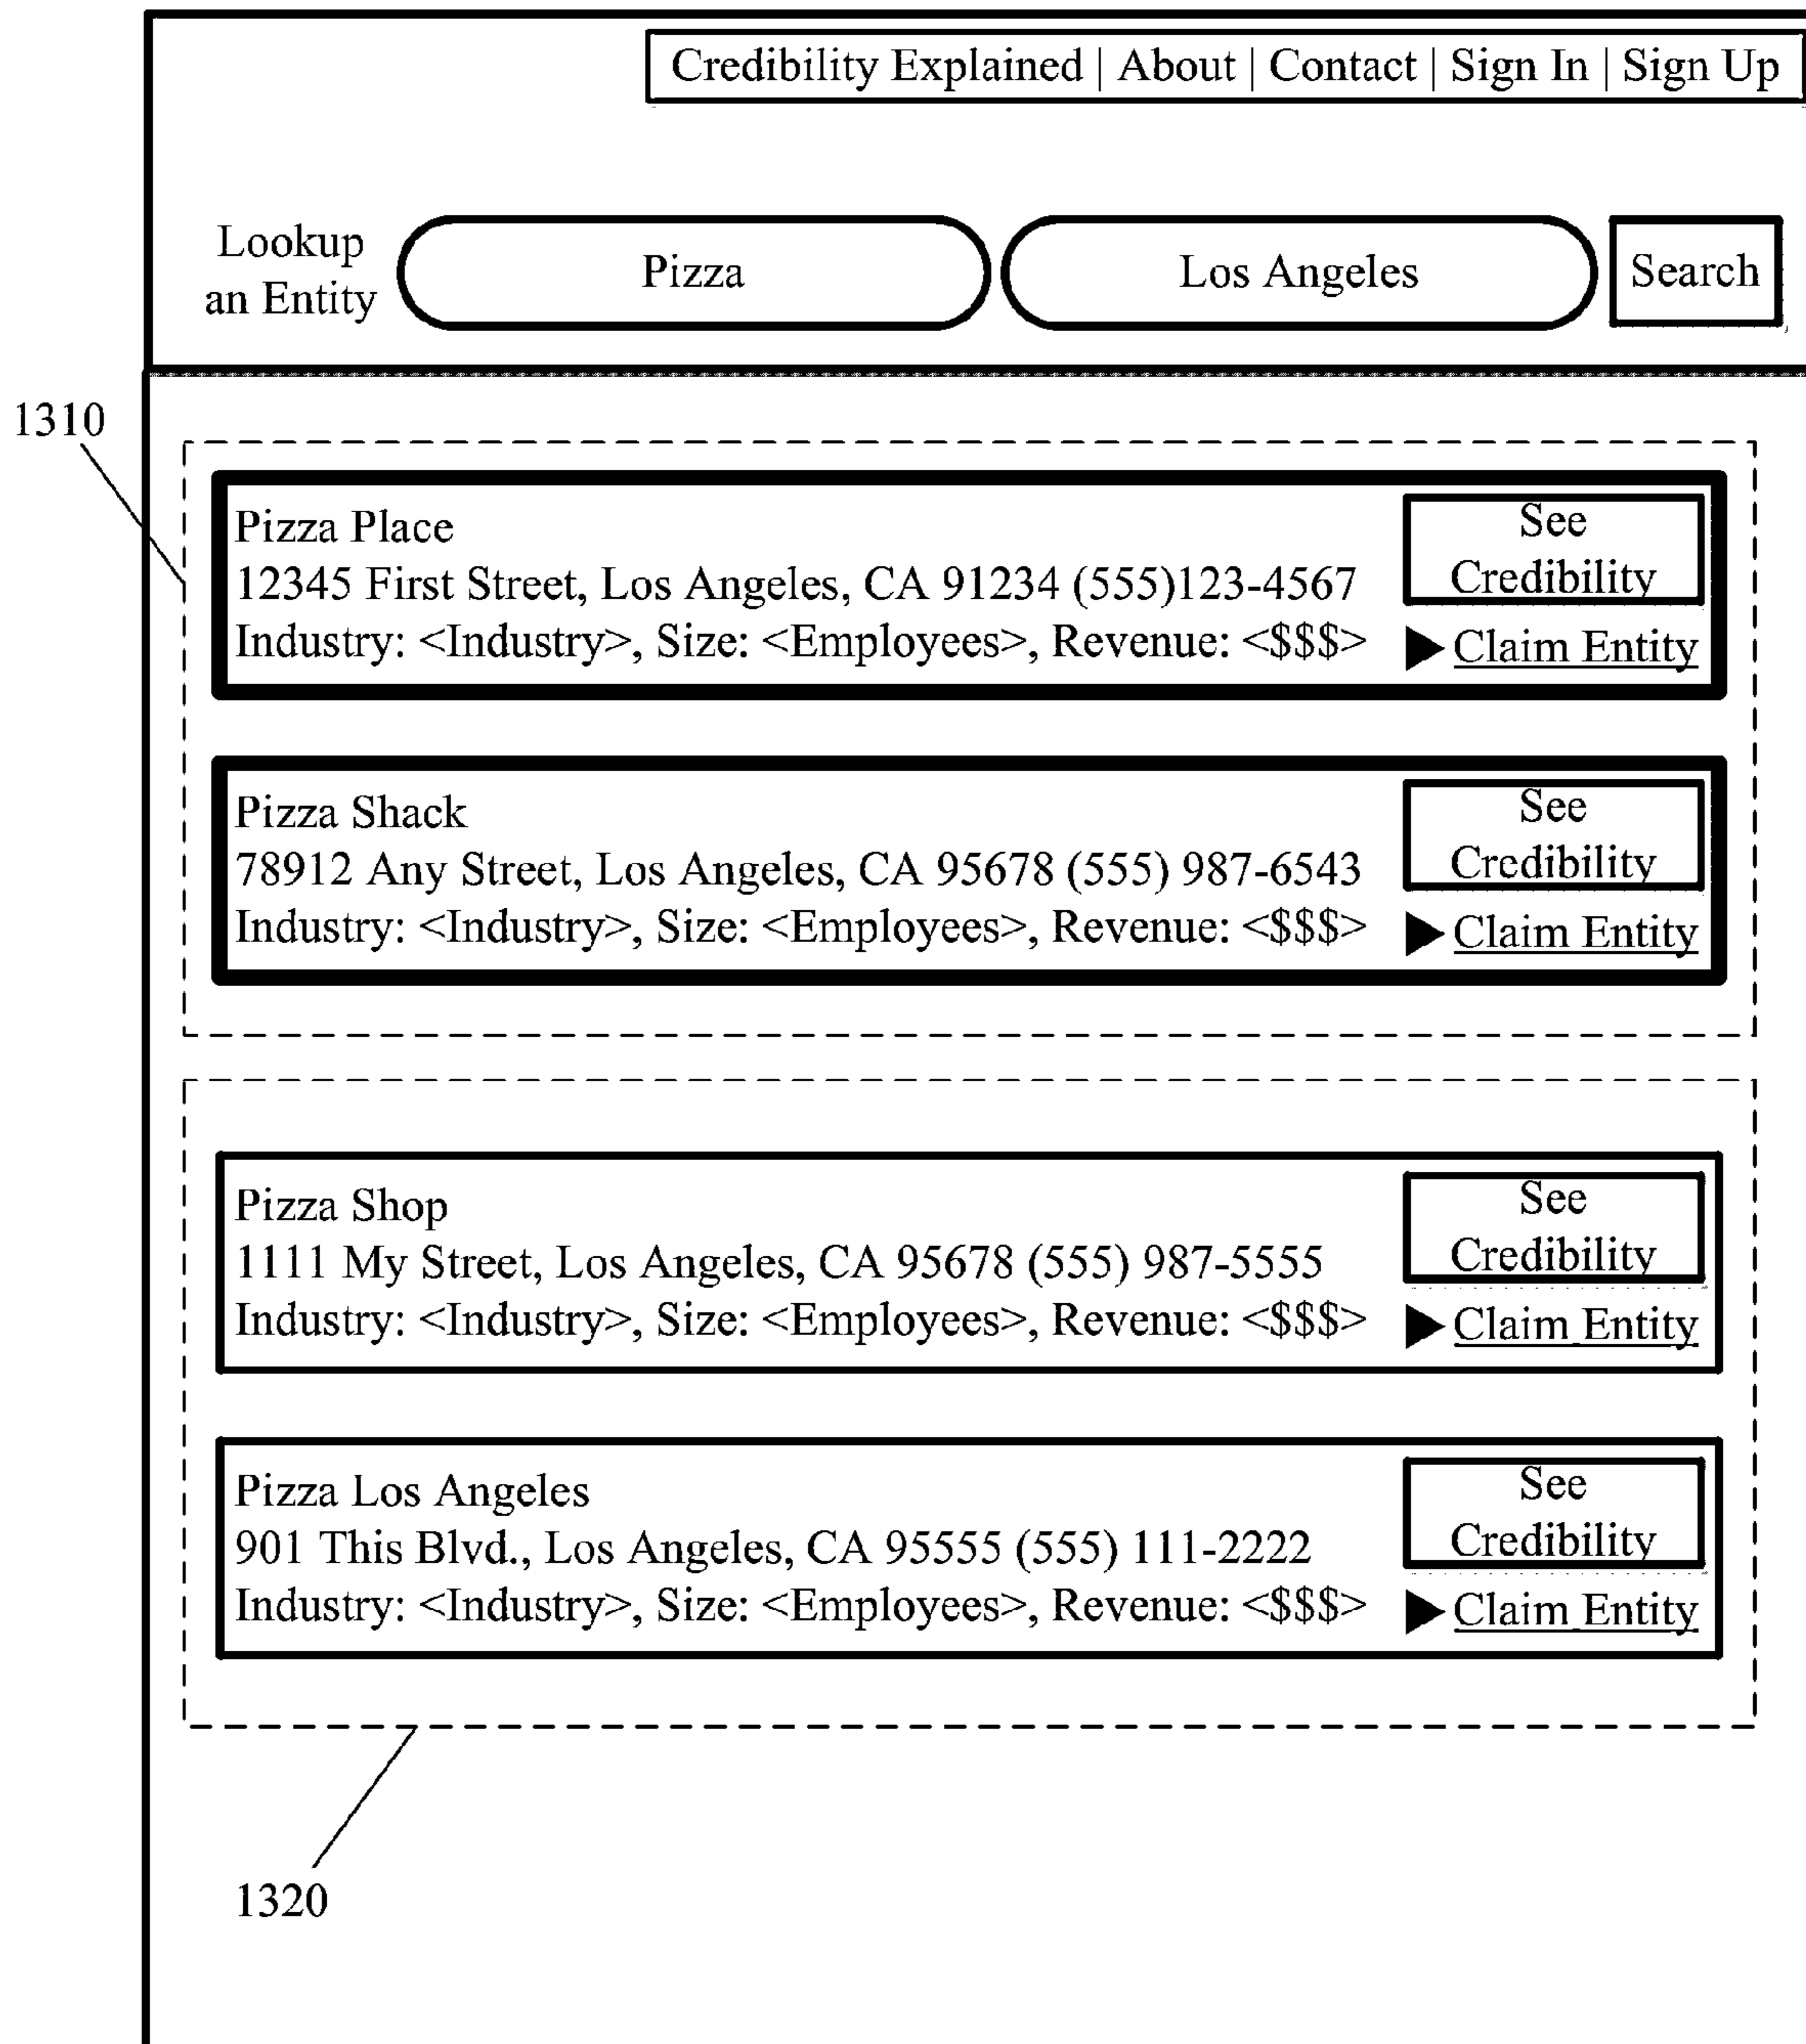 Credibility Explained | About | Contact | Sign In | Sign Up
Lookup
an Entity
Pizza
Los Angeles
Search
1310
Pizza Place
12345 First Street, Los Angeles, CA 91234 (555)123-4567
Industry: <Industry>, Size: <Employees>, Revenue: <$$$>
See
Credibility
Claim Entity
Pizza Shack
78912 Any Street, Los Angeles, CA 95678 (555) 987-6543
Industry: <Industry>, Size: <Employees>, Revenue: <$$$>
See
Credibility
Claim Entity
Pizza Shop
1111 My Street, Los Angeles, CA 95678 (555) 987-5555
Industry: <Industry>, Size: <Employees>, Revenue: <$$$>
See
Credibility
Claim Entity
Pizza Los Angeles
901 This Blvd., Los Angeles, CA 95555 (555) 111-2222
Industry: <Industry>, Size: <Employees>, Revenue: <$$$>
See
Credibility
Claim Entity
1320